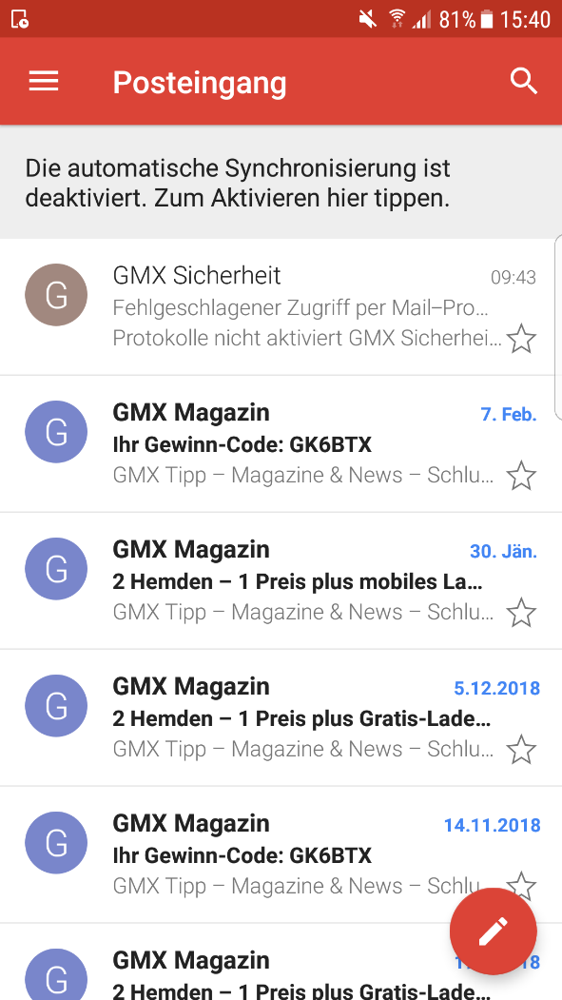 81% 15:40
Posteingang
Die automatische Synchronisierung ist
deaktiviert. Zum Aktivieren hier tippen.
G
GMX Sicherheit 09:43
Fehlgeschlagener Zugriff per Mail–Pro...
Protokolle nicht aktiviert GMX Sicherhei...
G
GMX Magazin 7. Feb.
Ihr Gewinn-Code: GK6BTX
GMX Tipp – Magazine & News – Schlu...
G
GMX Magazin 30. Jän.
2 Hemden – 1 Preis plus mobiles La...
GMX Tipp – Magazine & News – Schlu...
G
GMX Magazin 5.12.2018
2 Hemden – 1 Preis plus Gratis-Lade...
GMX Tipp – Magazine & News – Schlu...
G
GMX Magazin 14.11.2018
Ihr Gewinn-Code: GK6BTX
GMX Tipp – Magazine & News – Schlu
G
GMX Magazin
2 Hemden – 1 Preis plus Gratis-Lade...